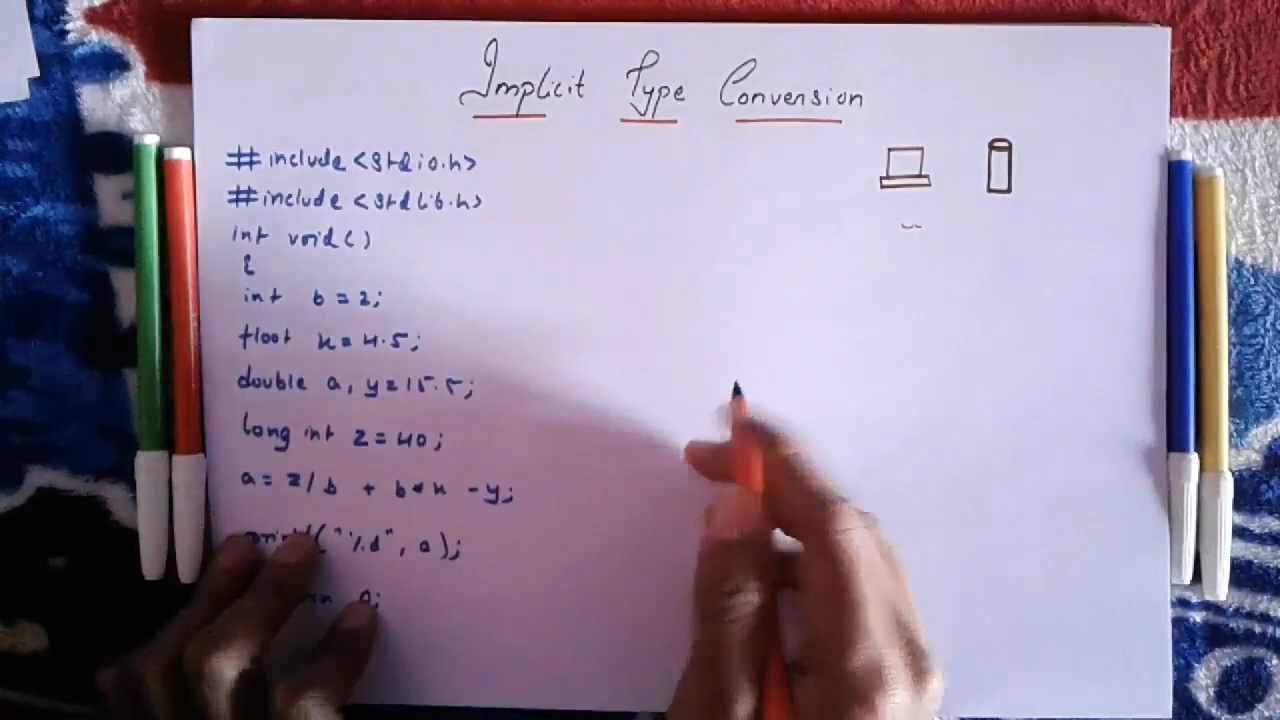 Implicit Type Conversion
#include <stdio.h>
#include <stdlib.h>
int void()
{
int b = 2;
float x = 4.5;
double a, y = 15.5;
long int z = 40;
a = z/b + b*x - y;
("%d", a);
0;